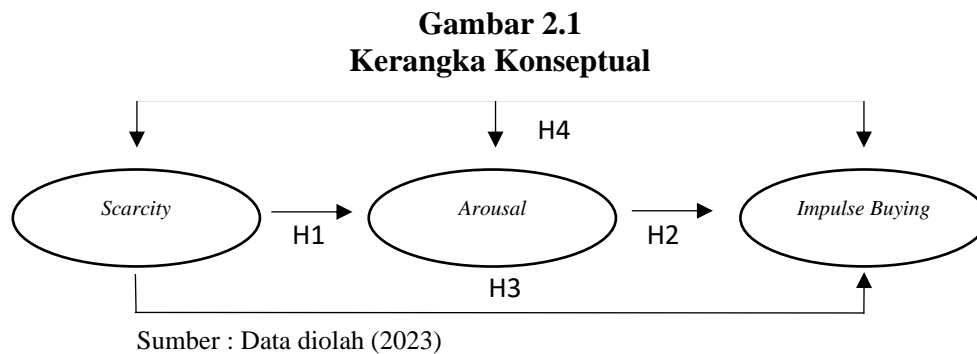 Gambar 2.1
Kerangka Konseptual
H4
Scarcity
Arousal
Impulse Buying
H1
H2
H3
Sumber : Data diolah (2023)